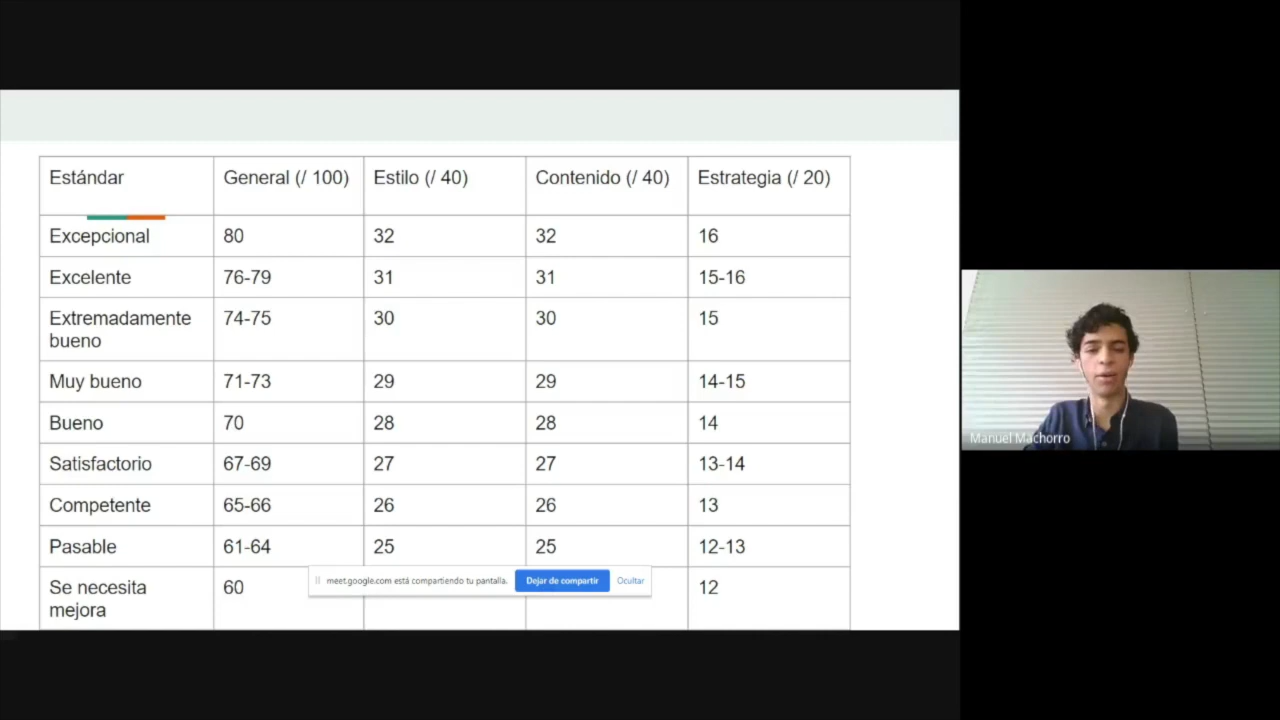 Estándar General (/ 100) Estilo (/ 40) Contenido (/ 40) Estrategia (/ 20)
Excepcional 80 32 32 16
Excelente 76-79 31 31 15-16
Extremadamente 74-75 30 30 15
bueno
Muy bueno 71-73 29 29 14-15
Bueno 70 28 28 14
Satisfactorio 67-69 27 27 13-14
Competente 65-66 26 26 13
Pasable 61-64 25 25 12-13
meet.google.com está compartiendo tu pantalla. Dejar de compartir Ocultar
Se necesita 60 12
mejora
Manuel Machorro